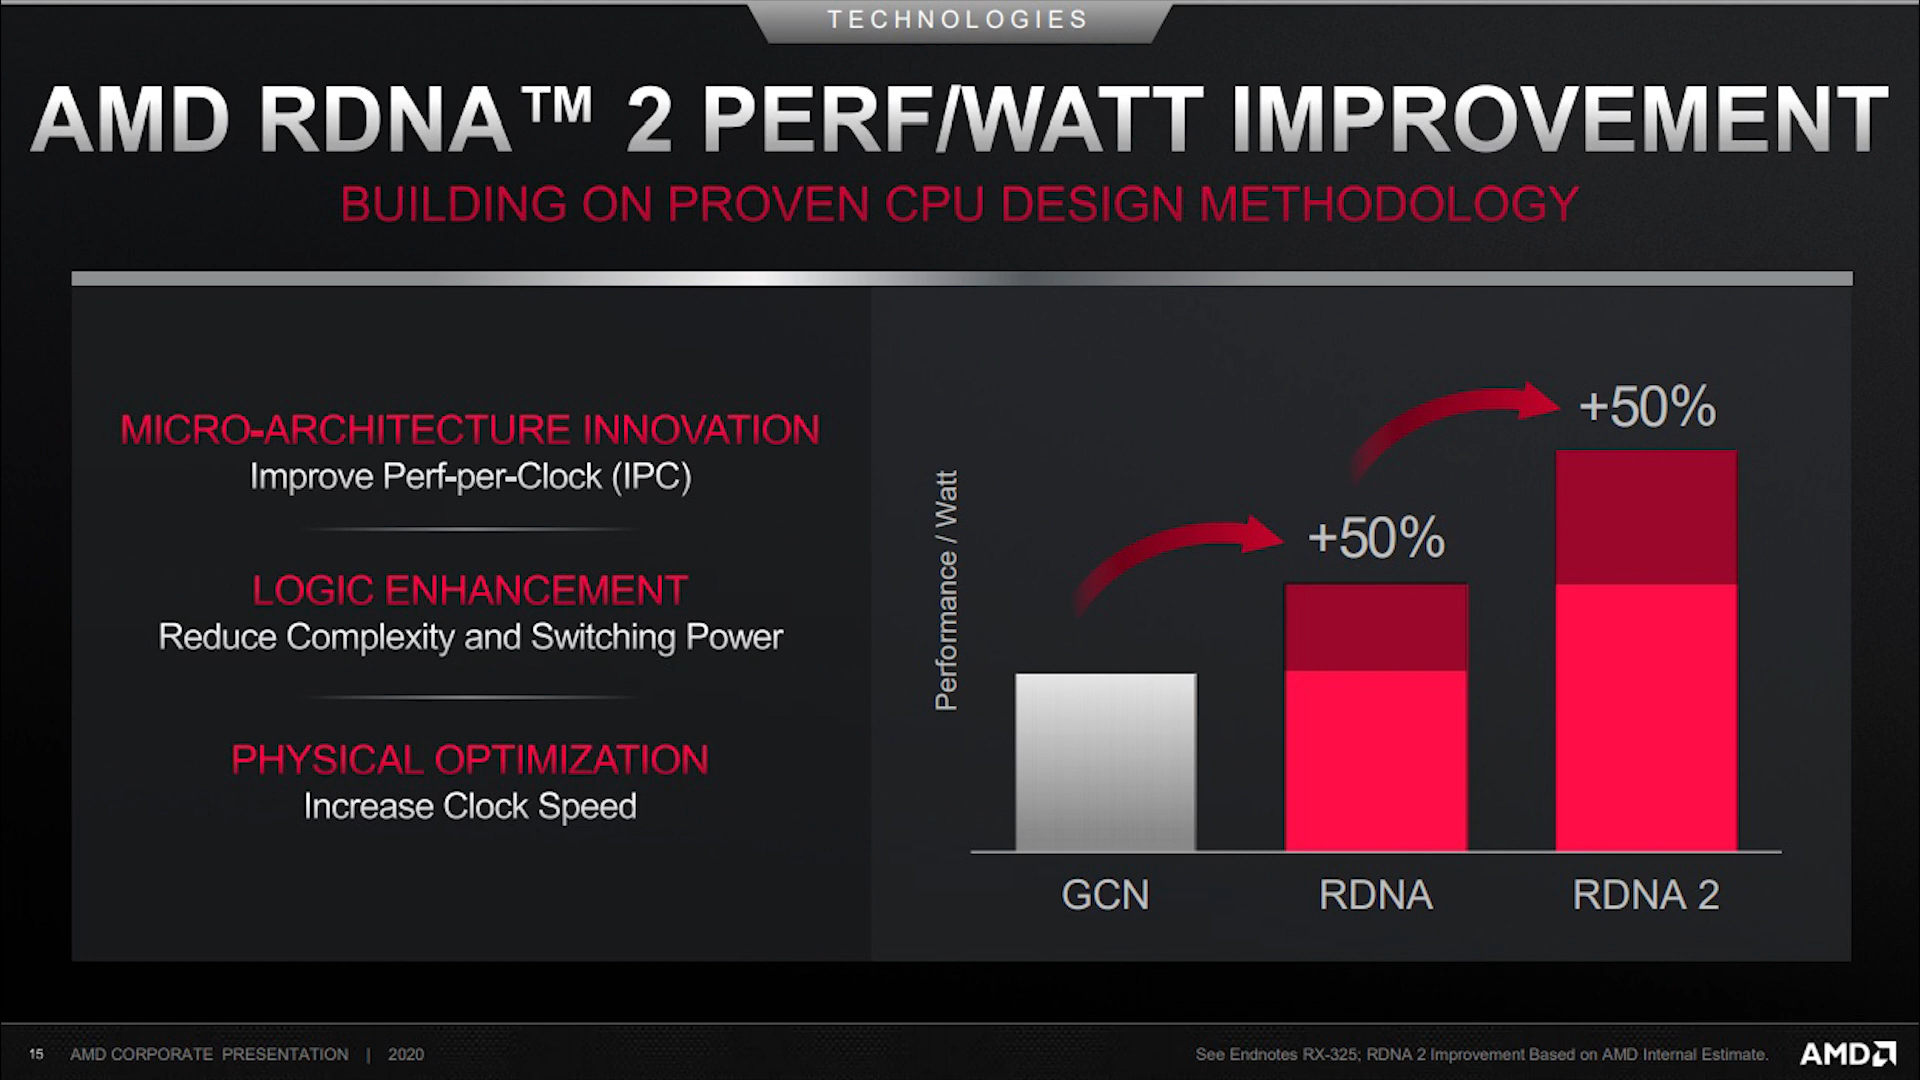 TECHNOLOGIES
AMD RDNA™ 2 PERF/WATT IMPROVEMENT
BUILDING ON PROVEN CPU DESIGN METHODOLOGY
MICRO-ARCHITECTURE INNOVATION
Improve Perf-per-Clock (IPC)
LOGIC ENHANCEMENT
Reduce Complexity and Switching Power
PHYSICAL OPTIMIZATION
Increase Clock Speed
Performance / Watt
+50%
+50%
GCN
RDNA
RDNA 2
15 AMD CORPORATE PRESENTATION | 2020
See Endnotes RX-325; RDNA 2 Improvement Based on AMD Internal Estimate.
AMD